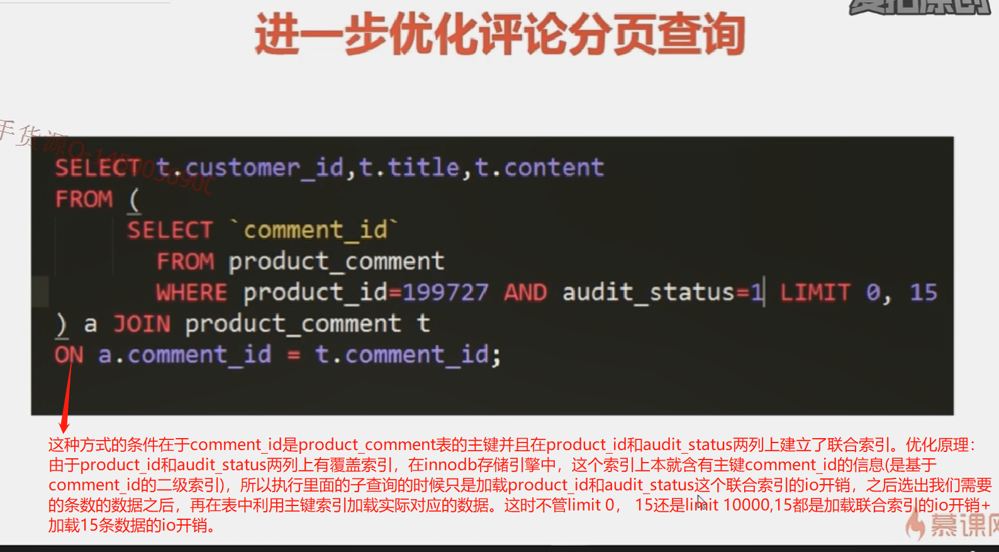 进一步优化评论分页查询
SELECT t.customer_id,t.title,t.content
FROM (
SELECT `comment_id`
FROM product_comment
WHERE product_id=199727 AND audit_status=1 LIMIT 0, 15
) a JOIN product_comment t
ON a.comment_id = t.comment_id;
这种方式的条件在于comment_id是product_comment表的主键并且在product_id和audit_status两列上建立了联合索引。优化原理：
由于product_id和audit_status两列上有覆盖索引，在innodb存储引擎中，这个索引上本就含有主键comment_id的信息(是基于
comment_id的二级索引)，所以执行里面的子查询的时候只是加载product_id和audit_status这个联合索引的io开销，之后选出我们需要
的条数的数据之后，再在表中利用主键索引加载实际对应的数据。这时不管limit 0， 15还是limit 10000,15都是加载联合索引的io开销+
加载15条数据的io开销。
慕课网